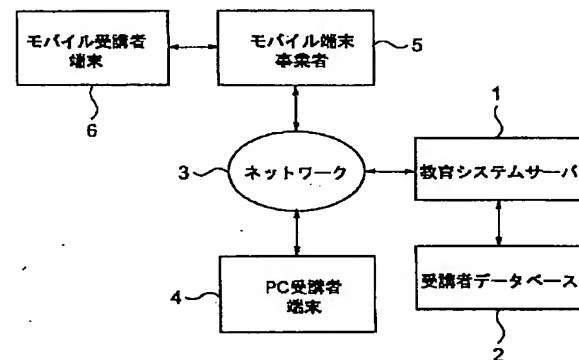 モバイル受講者
端末
6
モバイル端末
事業者
5
1
3
ネットワーク
教官システムサーバ
4
PC受講者
端末
受講者データベース
2